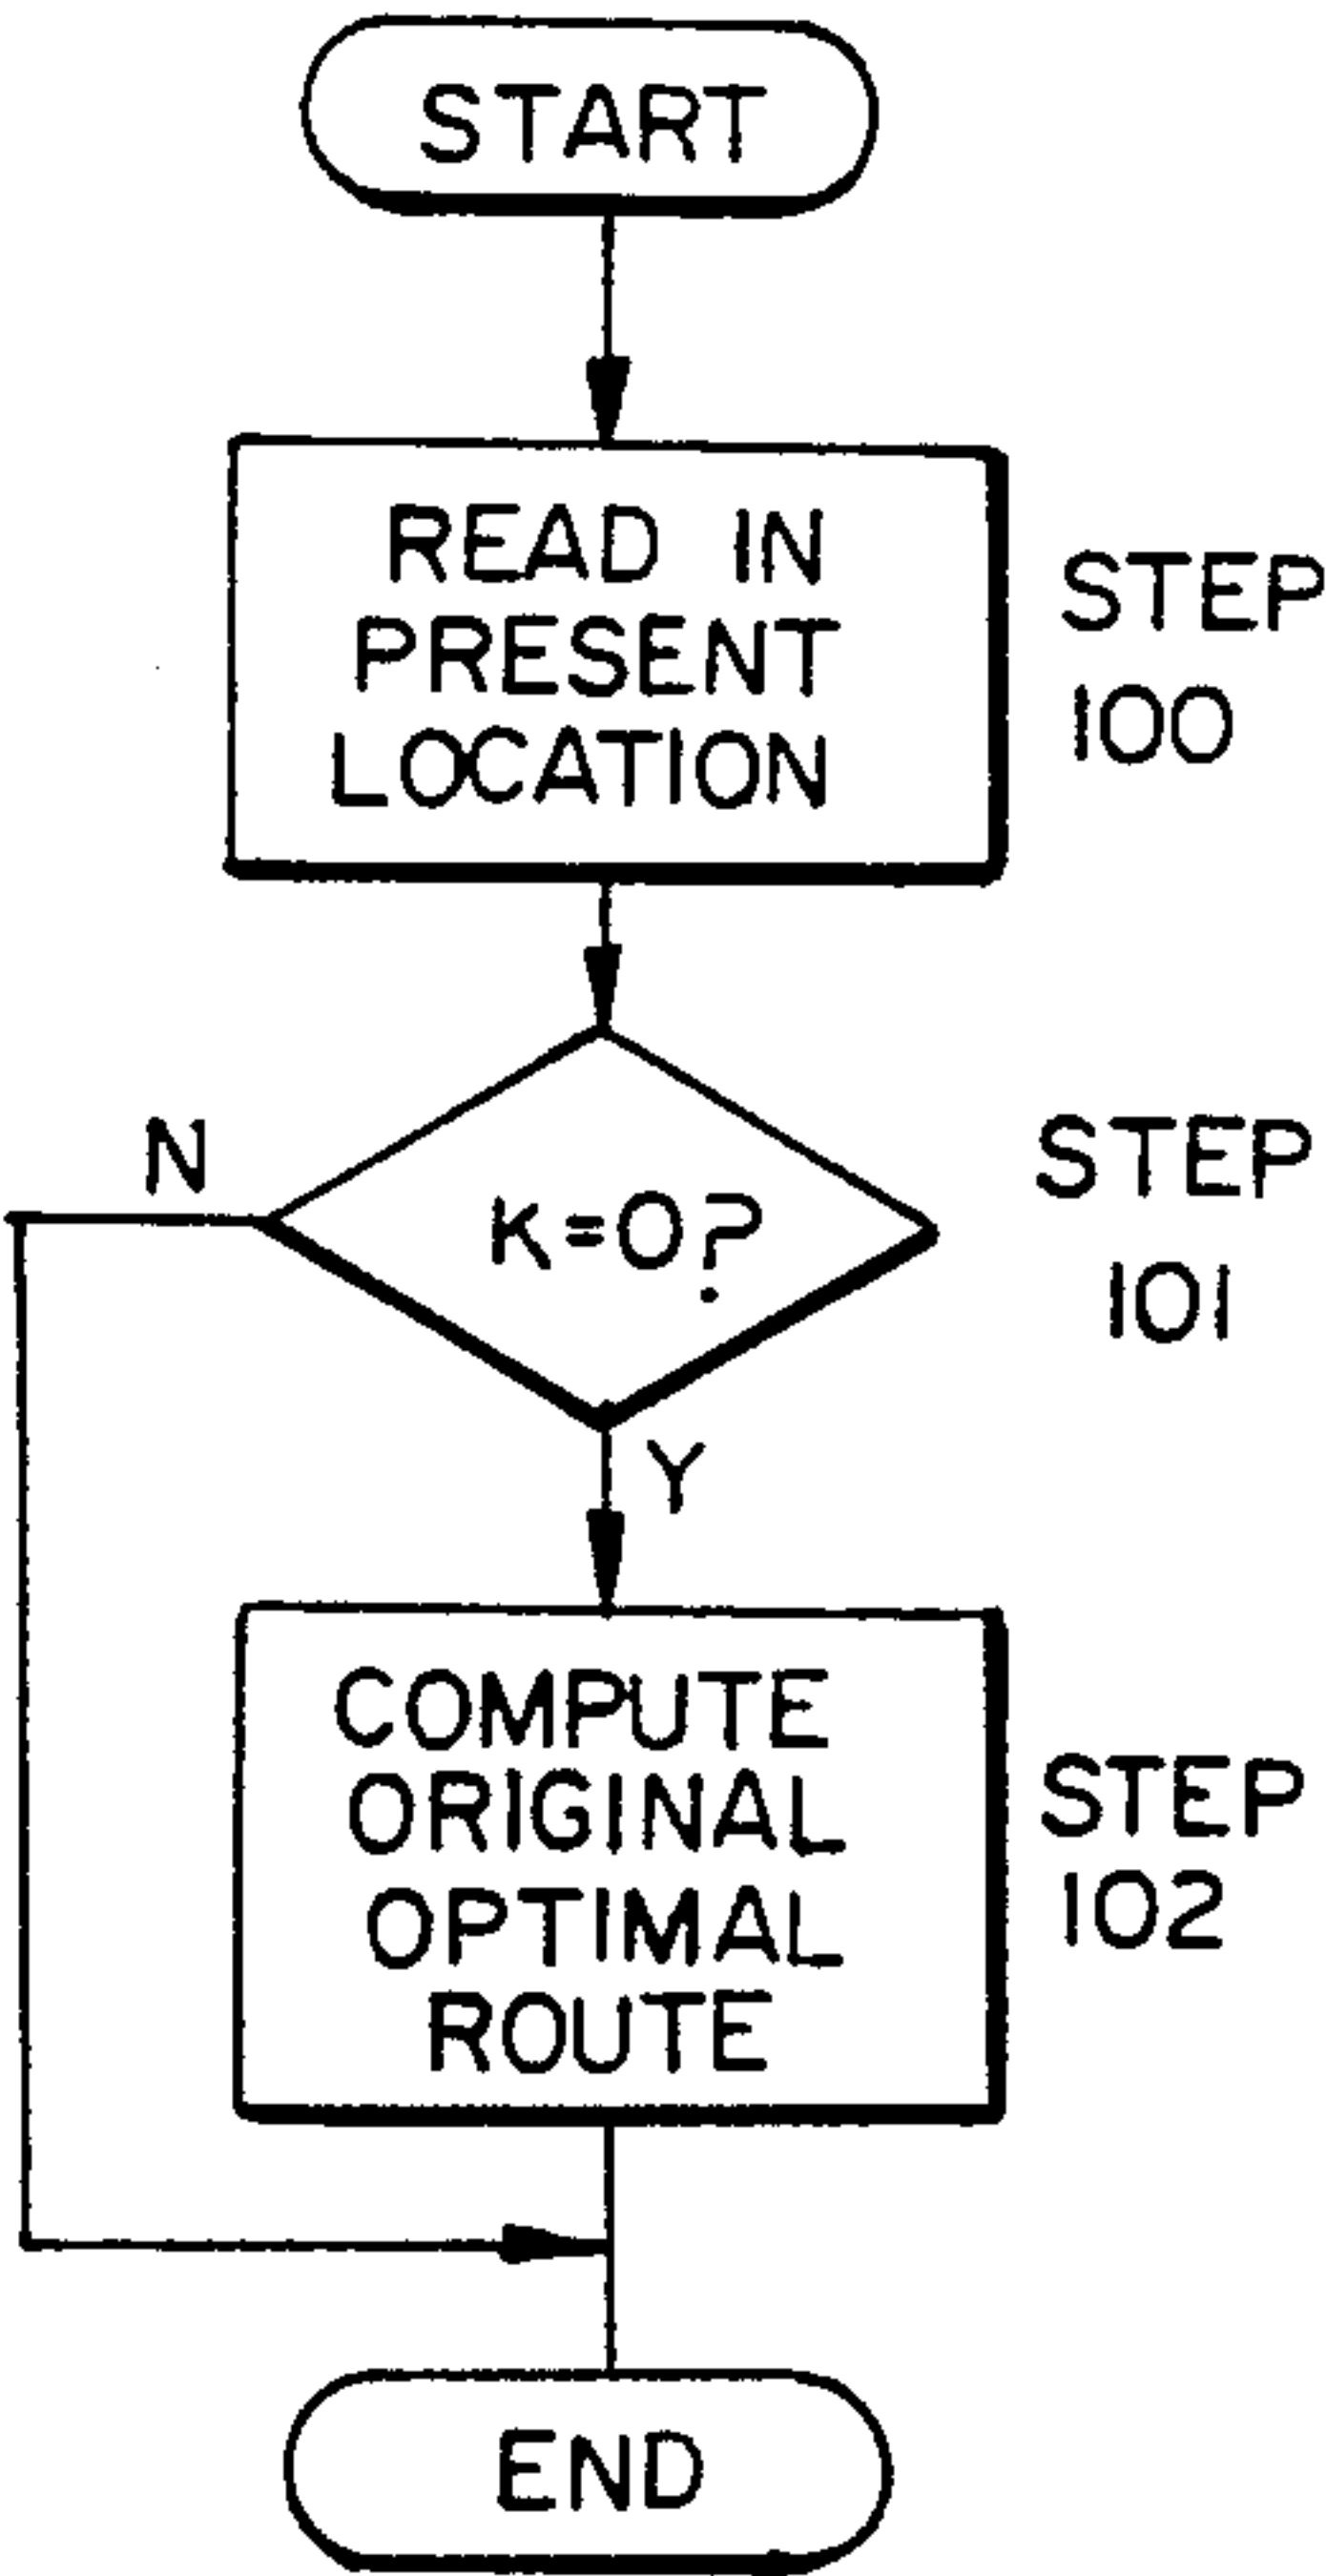 START
READ IN
PRESENT
LOCATION
STEP
100
N
K=0?
STEP
101
Y
COMPUTE
ORIGINAL
OPTIMAL
ROUTE
STEP
102
END